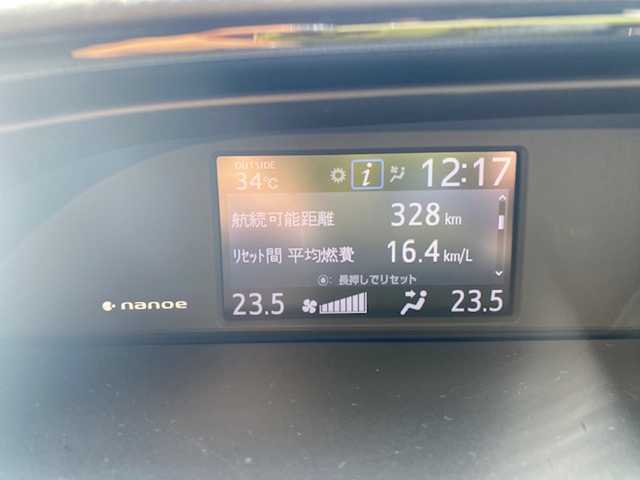 OUTSIDE
34℃ i 12:17
航続可能距離 328 km
ﾘｾｯﾄ間 平均燃費 16.4 km/L
: 長押しでリセット
23.5 23.5
nanoe